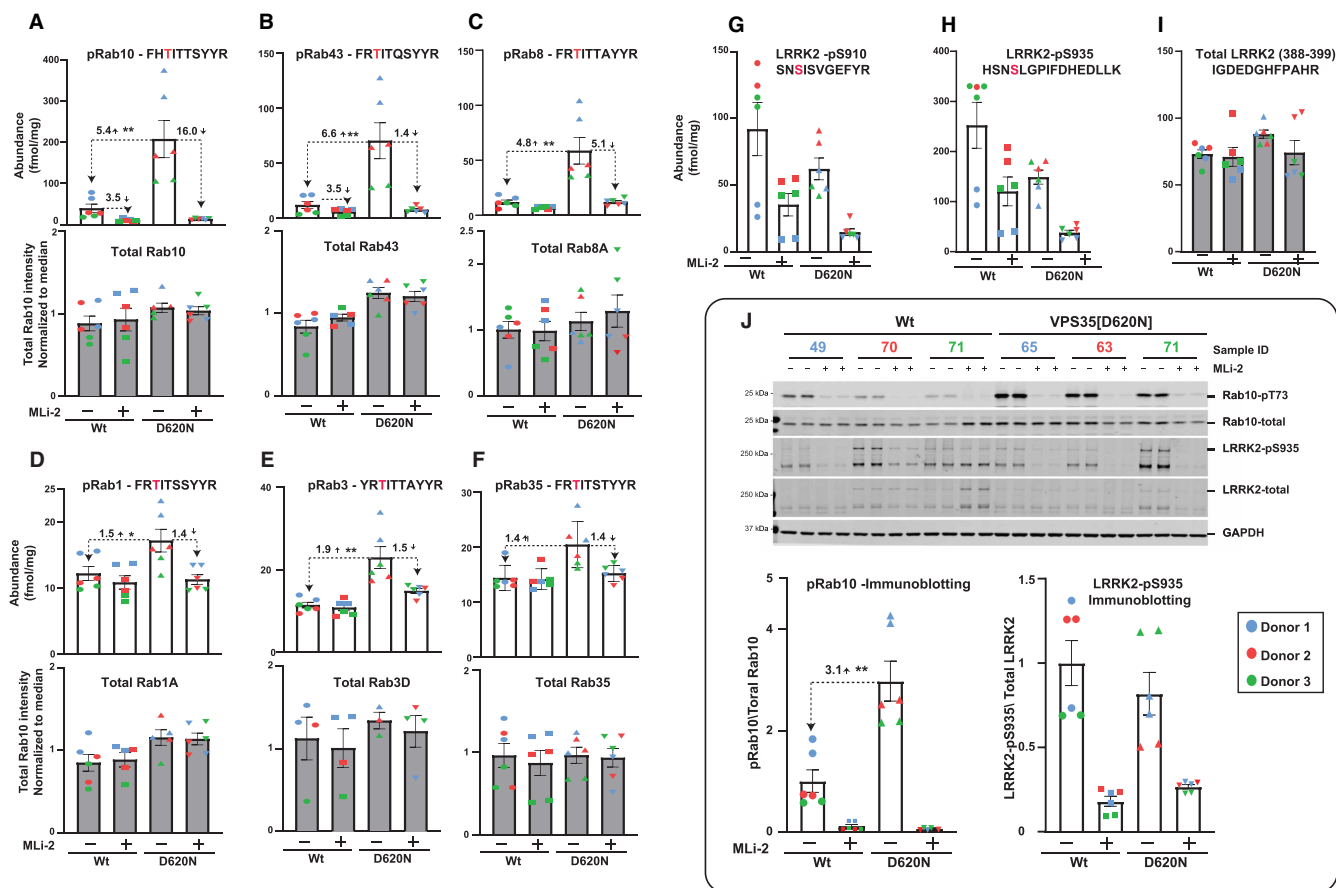 A
pRab10 - FHTITTSYYR
400
300
200
100
0
Abundance
(fmol/mg)
5.4↑ **
16.0↓
3.5↓
Total Rab10
2
1
0
Total Rab10 intensity
Normalized to median
MLi-2
− + − +
Wt D620N
B
pRab43 -FRTITQSYYR
150
100
50
0
6.6↑**
1.4↓
3.5↓
Total Rab43
2
1
0
− + − +
Wt D620N
C
pRab8 - FRTITTAYYR
150
100
50
0
4.8↑ **
5.1↓
Total Rab8A
2.5
2.0
1
0
− + − +
Wt D620N
D
pRab1 - FRTITSSYYR
25
20
15
10
5
0
Abundance
(fmol/mg)
1.5↑ *
1.4↓
Total Rab1A
2
1
0
Total Rab10 intensity
Normalized to median
MLi-2
− + − +
Wt D620N
E
pRab3 - YRTITTAYYR
40
20
0
1.9↑ **
1.5↓
Total Rab3D
2
1
0
− + − +
Wt D620N
F
pRab35 -FRTITSTYYR
30
20
10
0
1.4
1.4↓
Total Rab35
2
1
0
− + − +
Wt D620N
G
LRRK2 -pS910
SNSISVGEFYR
150
100
50
0
Abundance
(fmol/mg)
MLi-2
− + − +
Wt D620N
H
LRRK2-pS935
HSNSLGPIFDHEDLLK
400
300
200
100
0
− + − +
Wt D620N
I
Total LRRK2 (388-399)
IGDEDGHFPAHR
150
100
50
0
− + − +
Wt D620N
J
Wt VPS35[D620N]
49 70 71 65 63 71 Sample ID
− − + + − − + + − − + + − − + + − − + + − − + + MLi-2
25 kDa Rab10-pT73
25 kDa Rab10-total
250 kDa LRRK2-pS935
250 kDa LRRK2-total
37 kDa GAPDH
pRab10 -Immunoblotting
5
4
2
0
pRab10\Toral Rab10
3.1↑ **
MLi-2
− + − +
Wt D620N
LRRK2-pS935
Immunoblotting
1.5
1
0.5
0
LRRK2-pS935\ Total LRRK2
− + − +
Wt D620N
Donor 1
Donor 2
Donor 3